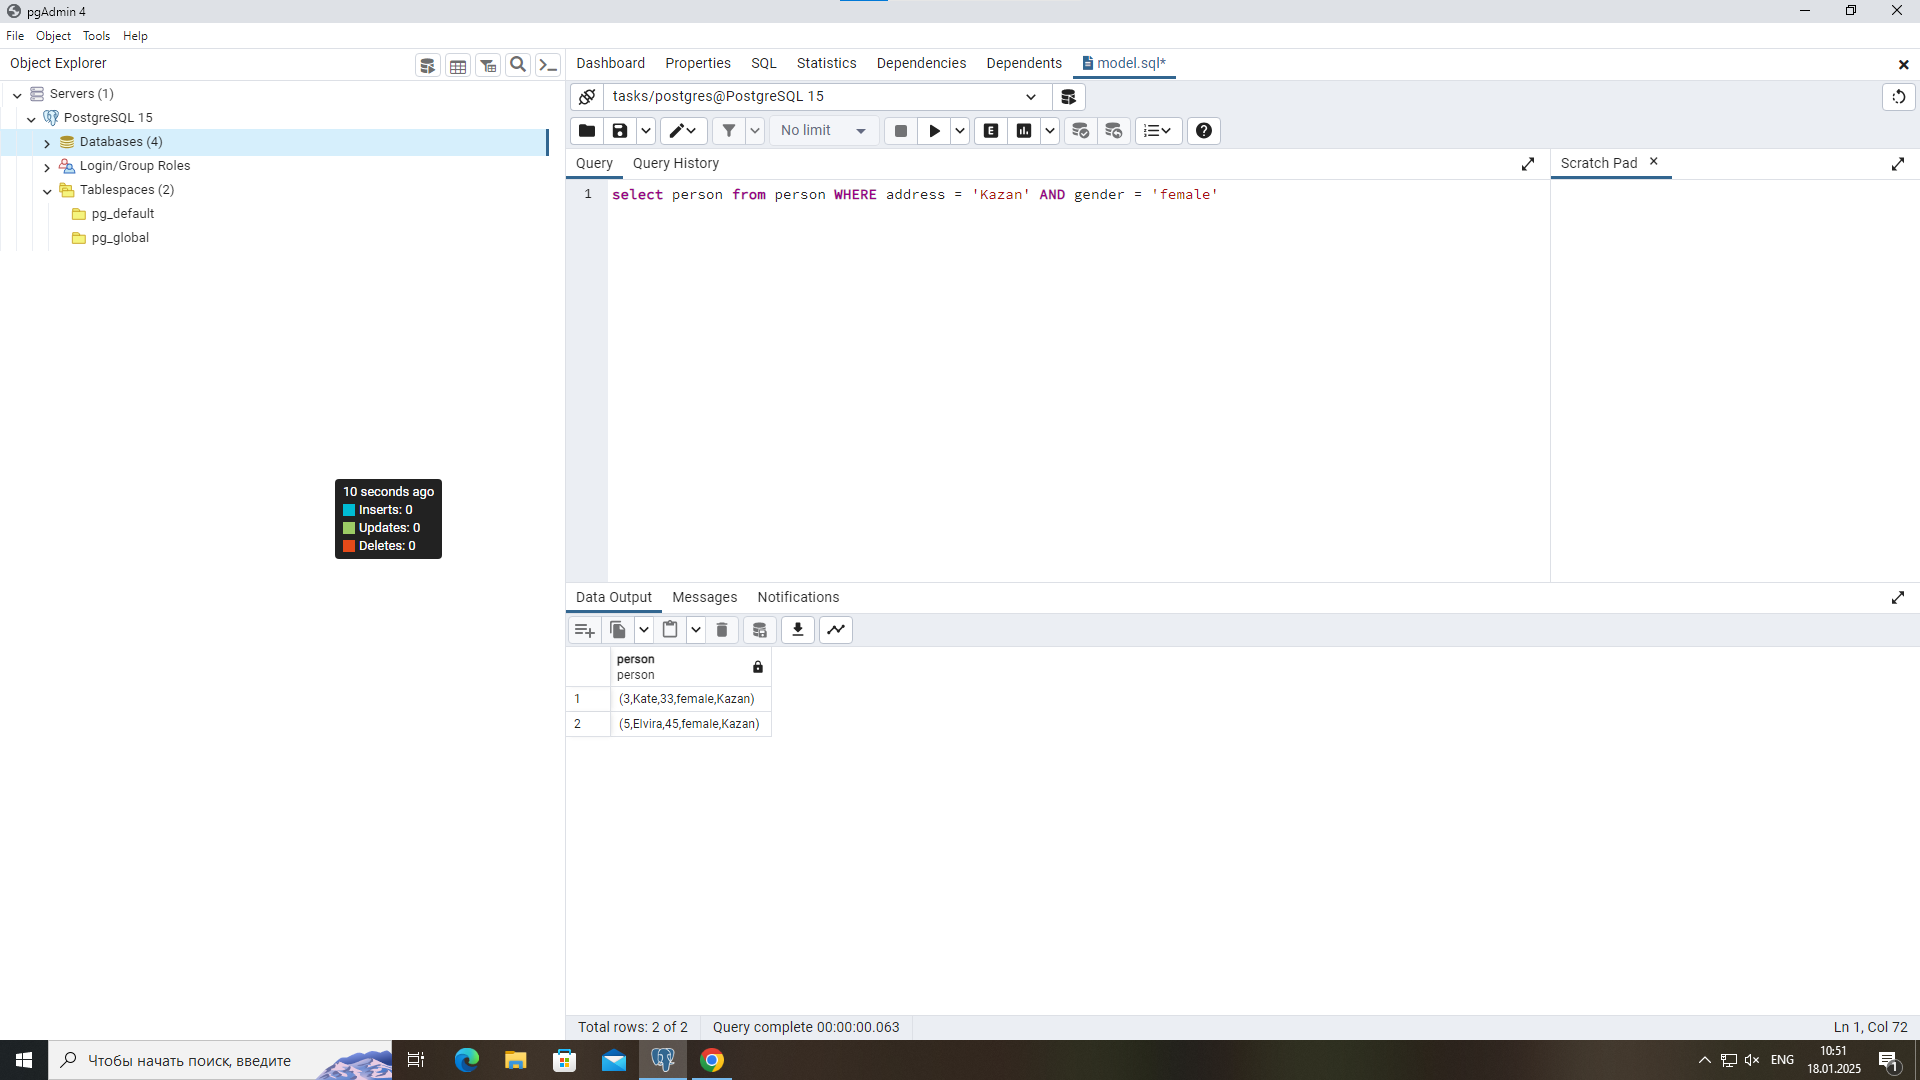 pgAdmin 4
File Object Tools Help
Object Explorer
Servers (1)
PostgreSQL 15
Databases (4)
Login/Group Roles
Tablespaces (2)
pg_default
pg_global
10 seconds ago
Inserts: 0
Updates: 0
Deletes: 0
Dashboard Properties SQL Statistics Dependencies Dependents model.sql*
tasks/postgres@PostgreSQL 15
No limit
E
Query Query History
Scratch Pad
1 select person from person WHERE address = 'Kazan' AND gender = 'female'
Data Output Messages Notifications
person
person
1 (3,Kate,33,female,Kazan)
2 (5,Elvira,45,female,Kazan)
Total rows: 2 of 2 Query complete 00:00:00.063 Ln 1, Col 72
Чтобы начать поиск, введите
ENG
10:51
18.01.2025
1